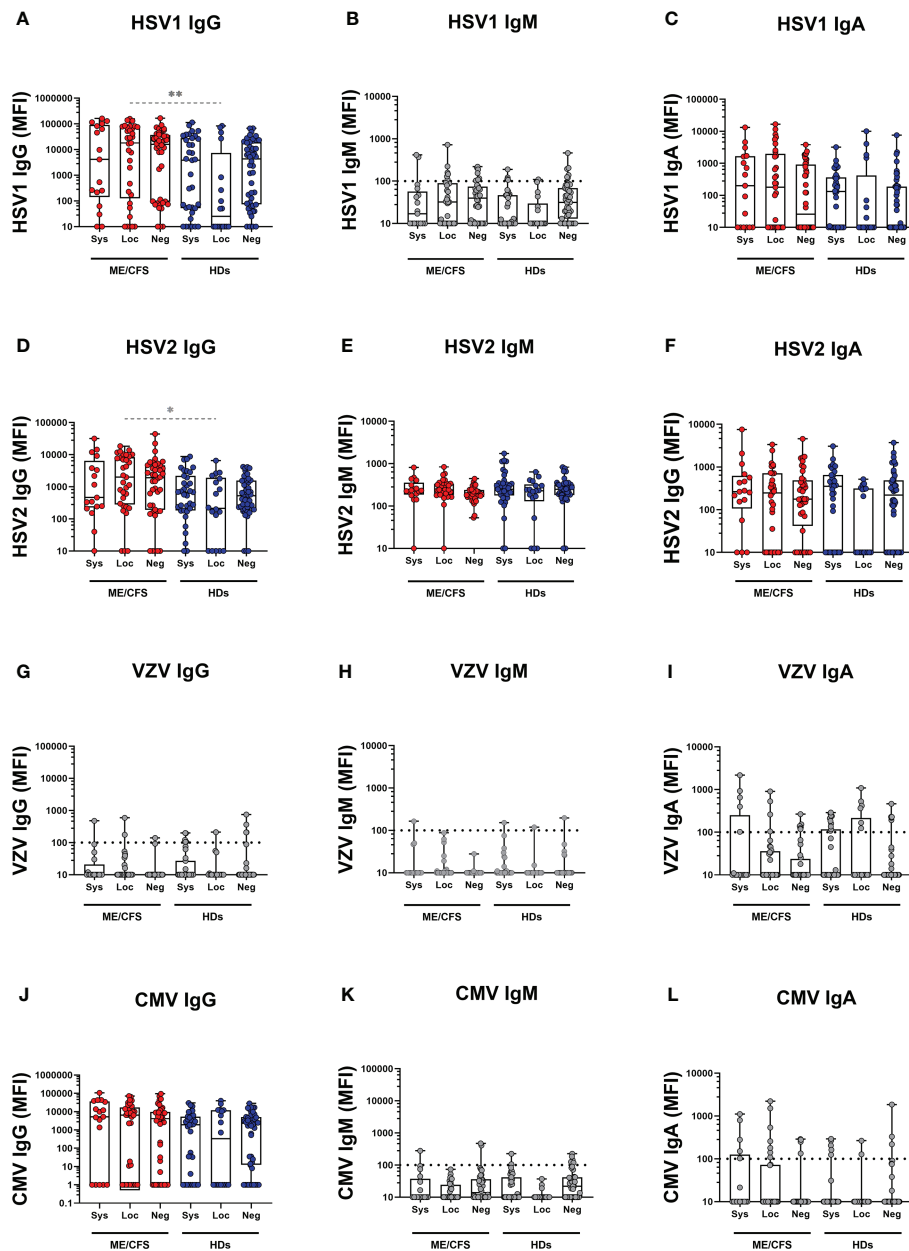 A
HSV1 IgG
HSV1 IgG (MFI)
1000000
100000
10000
1000
100
10
**
Sys Loc Neg Sys Loc Neg
ME/CFS HDs
B
HSV1 IgM
HSV1 IgM (MFI)
10000
1000
100
10
Sys Loc Neg Sys Loc Neg
ME/CFS HDs
C
HSV1 IgA
HSV1 IgA (MFI)
100000
10000
1000
100
10
Sys Loc Neg Sys Loc Neg
ME/CFS HDs
D
HSV2 IgG
HSV2 IgG (MFI)
100000
10000
1000
100
10
*
Sys Loc Neg Sys Loc Neg
ME/CFS HDs
E
HSV2 IgM
HSV2 IgM (MFI)
10000
1000
100
10
Sys Loc Neg Sys Loc Neg
ME/CFS HDs
F
HSV2 IgA
HSV2 IgG (MFI)
10000
1000
100
10
Sys Loc Neg Sys Loc Neg
ME/CFS HDs
G
VZV IgG
VZV IgG (MFI)
100000
10000
1000
100
10
Sys Loc Neg Sys Loc Neg
ME/CFS HDs
H
VZV IgM
VZV IgM (MFI)
10000
1000
100
10
Sys Loc Neg Sys Loc Neg
ME/CFS HDs
I
VZV IgA
VZV IgA (MFI)
10000
1000
100
10
Sys Loc Neg Sys Loc Neg
ME/CFS HDs
J
CMV IgG
CMV IgG (MFI)
1000000
100000
10000
1000
100
10
1
0.1
Sys Loc Neg Sys Loc Neg
ME/CFS HDs
K
CMV IgM
CMV IgM (MFI)
100000
10000
1000
100
10
Sys Loc Neg Sys Loc Neg
ME/CFS HDs
L
CMV IgA
CMV IgA (MFI)
10000
1000
100
10
Sys Loc Neg Sys Loc Neg
ME/CFS HDs